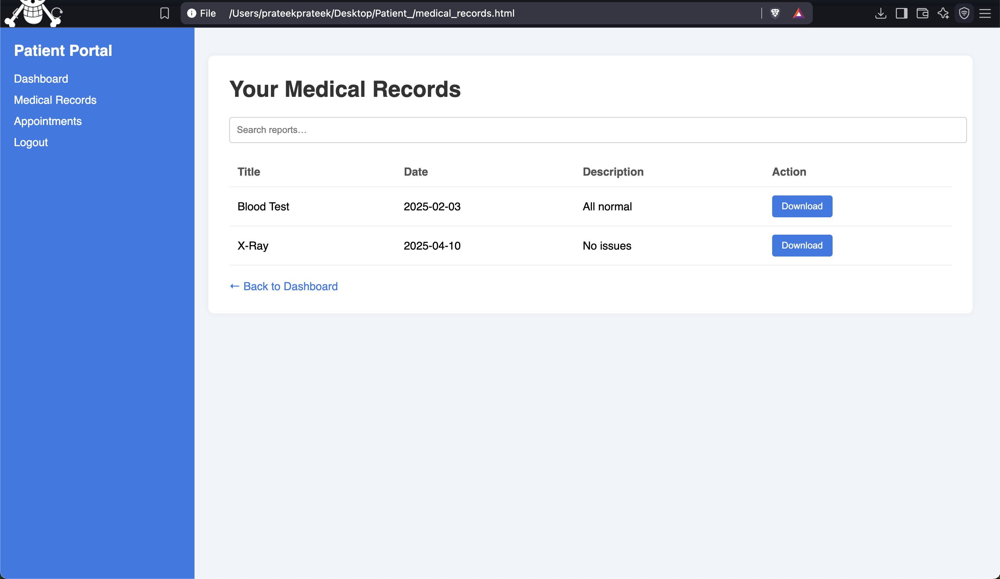 File /Users/prateekprateek/Desktop/Patient_/medical_records.html
Patient Portal
Dashboard
Medical Records
Appointments
Logout
Your Medical Records
Search reports…
Title Date Description Action
Blood Test 2025-02-03 All normal Download
X-Ray 2025-04-10 No issues Download
← Back to Dashboard